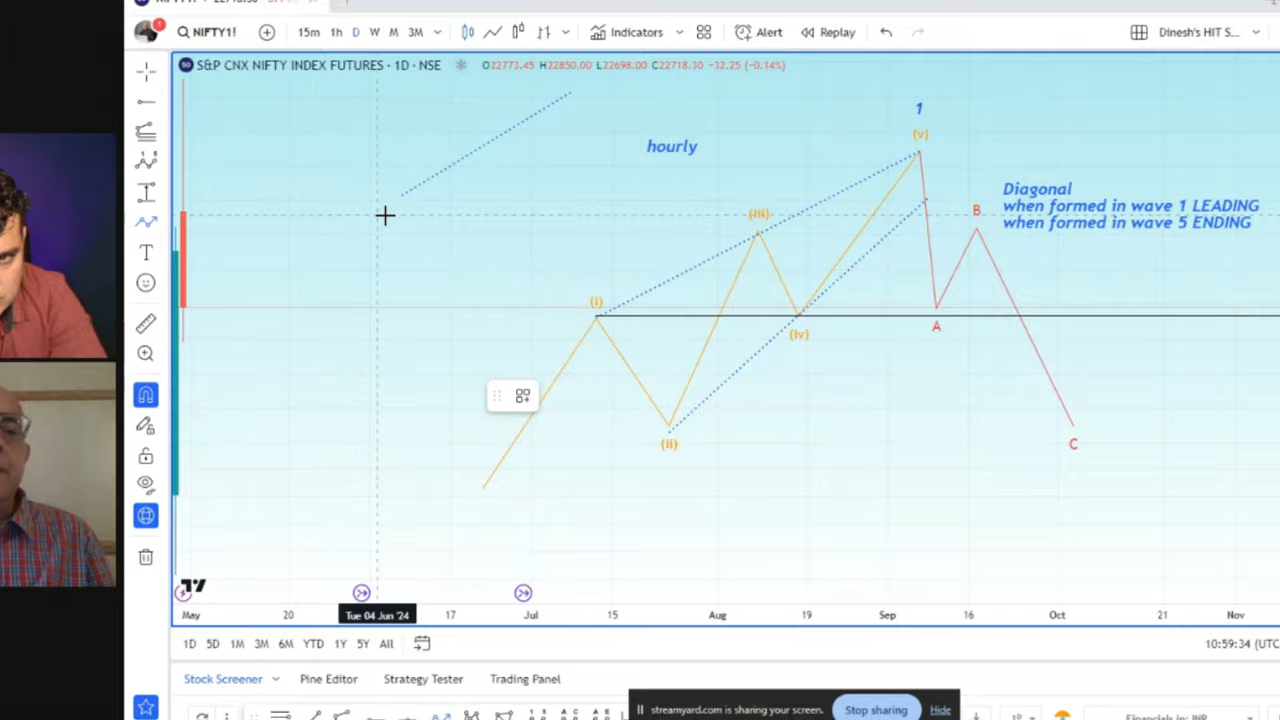 NIFTY1!
15m 1h D W M 3M Indicators Alert Replay Dinesh's HIT S...
S&P CNX NIFTY INDEX FUTURES · 1D · NSE O22773.45 H22850.00 L22698.00 C22718.30 −32.25 (−0.14%)
1
(v)
hourly
Diagonal
when formed in wave 1 LEADING
when formed in wave 5 ENDING
(iii)
B
(i)
A
(iv)
(ii)
C
May 20 Tue 04 Jun '24 17 Jul 15 Aug 19 Sep 16 Oct 21 Nov
1D 5D 1M 3M 6M YTD 1Y 5Y All 10:59:34 (UTC
Stock Screener Pine Editor Strategy Tester Trading Panel
streamyard.com is sharing your screen. Stop sharing Hide